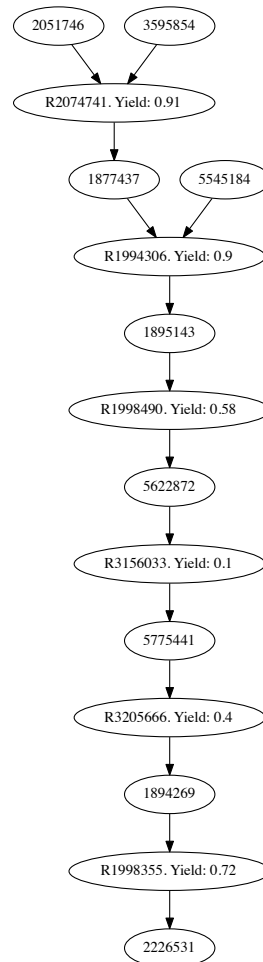 2051746 3595854
R2074741. Yield: 0.91
1877437 5545184
R1994306. Yield: 0.9
1895143
R1998490. Yield: 0.58
5622872
R3156033. Yield: 0.1
5775441
R3205666. Yield: 0.4
1894269
R1998355. Yield: 0.72
2226531